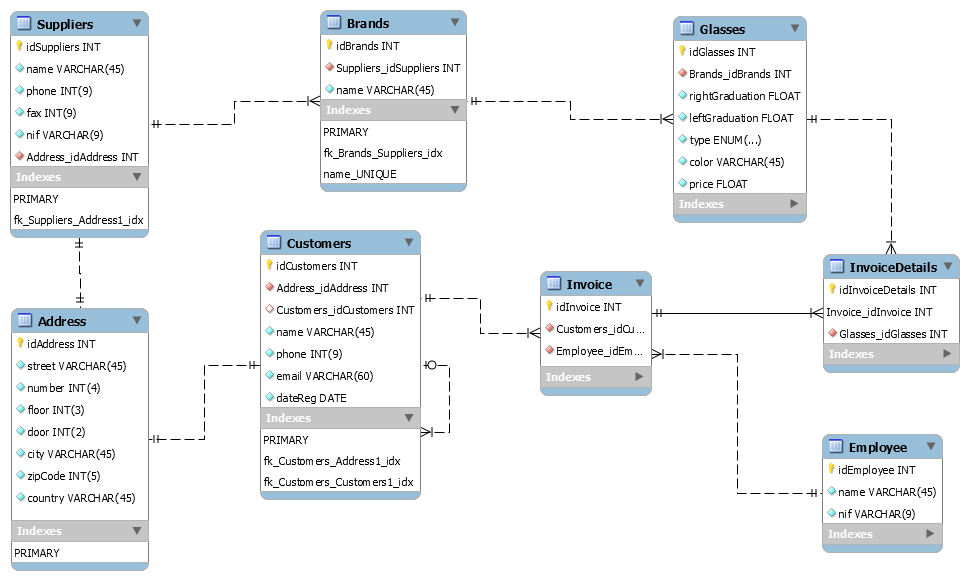 Suppliers
idSuppliers INT
name VARCHAR(45)
phone INT(9)
fax INT(9)
nif VARCHAR(9)
Address_idAddress INT
Indexes
PRIMARY
fk_Suppliers_Address1_idx
Brands
idBrands INT
Suppliers_idSuppliers INT
name VARCHAR(45)
Indexes
PRIMARY
fk_Brands_Suppliers_idx
name_UNIQUE
Glasses
idGlasses INT
Brands_idBrands INT
rightGraduation FLOAT
leftGraduation FLOAT
type ENUM(...)
color VARCHAR(45)
price FLOAT
Indexes
Address
idAddress INT
street VARCHAR(45)
number INT(4)
floor INT(3)
door INT(2)
city VARCHAR(45)
zipCode INT(5)
country VARCHAR(45)
Indexes
PRIMARY
Customers
idCustomers INT
Address_idAddress INT
Customers_idCustomers INT
name VARCHAR(45)
phone INT(9)
email VARCHAR(60)
dateReg DATE
Indexes
PRIMARY
fk_Customers_Address1_idx
fk_Customers_Customers1_idx
Invoice
idInvoice INT
Customers_idCu...
Employee_idEm...
Indexes
InvoiceDetails
idInvoiceDetails INT
Invoice_idInvoice INT
Glasses_idGlasses INT
Indexes
Employee
idEmployee INT
name VARCHAR(45)
nif VARCHAR(9)
Indexes